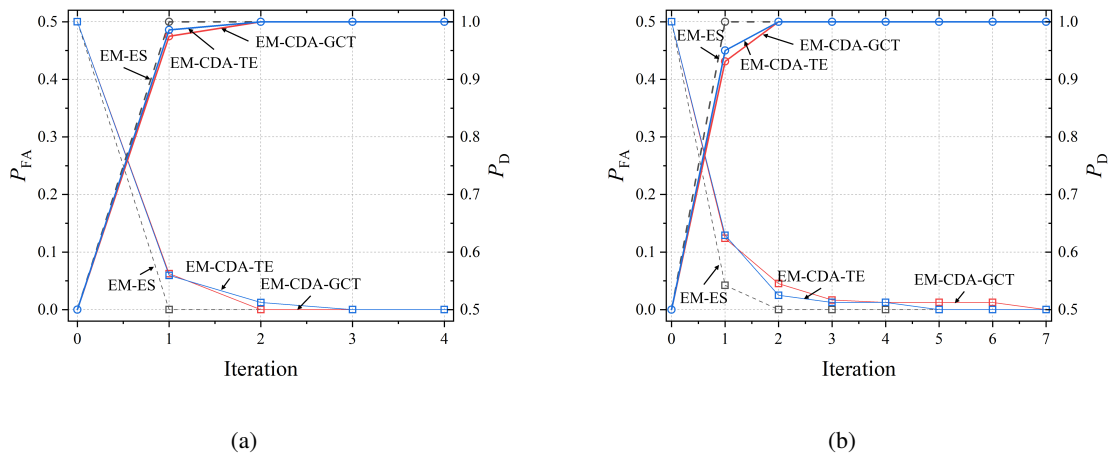 0.5
0.4
0.3
0.2
0.1
0.0
P_FA
1.0
0.9
0.8
0.7
0.6
0.5
P_D
EM-ES
EM-CDA-TE
EM-CDA-GCT
EM-ES
EM-CDA-TE
EM-CDA-GCT
0 1 2 3 4
Iteration
(a)
0.5
0.4
0.3
0.2
0.1
0.0
P_FA
1.0
0.9
0.8
0.7
0.6
0.5
P_D
EM-ES
EM-CDA-GCT
EM-CDA-TE
EM-ES
EM-CDA-TE
EM-CDA-GCT
0 1 2 3 4 5 6 7
Iteration
(b)